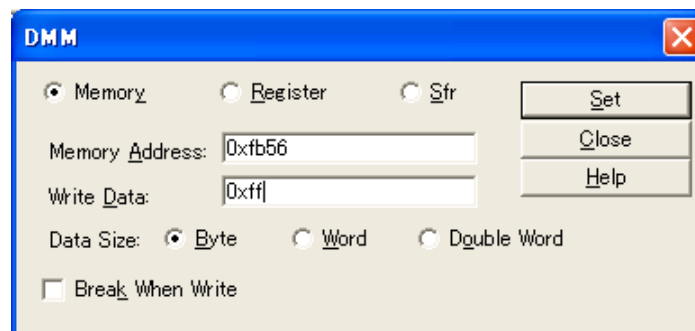 DMM
Memory Register Sfr
Set
Memory Address: 0xfb56
Close
Write Data: 0xff
Help
Data Size: Byte Word Double Word
Break When Write